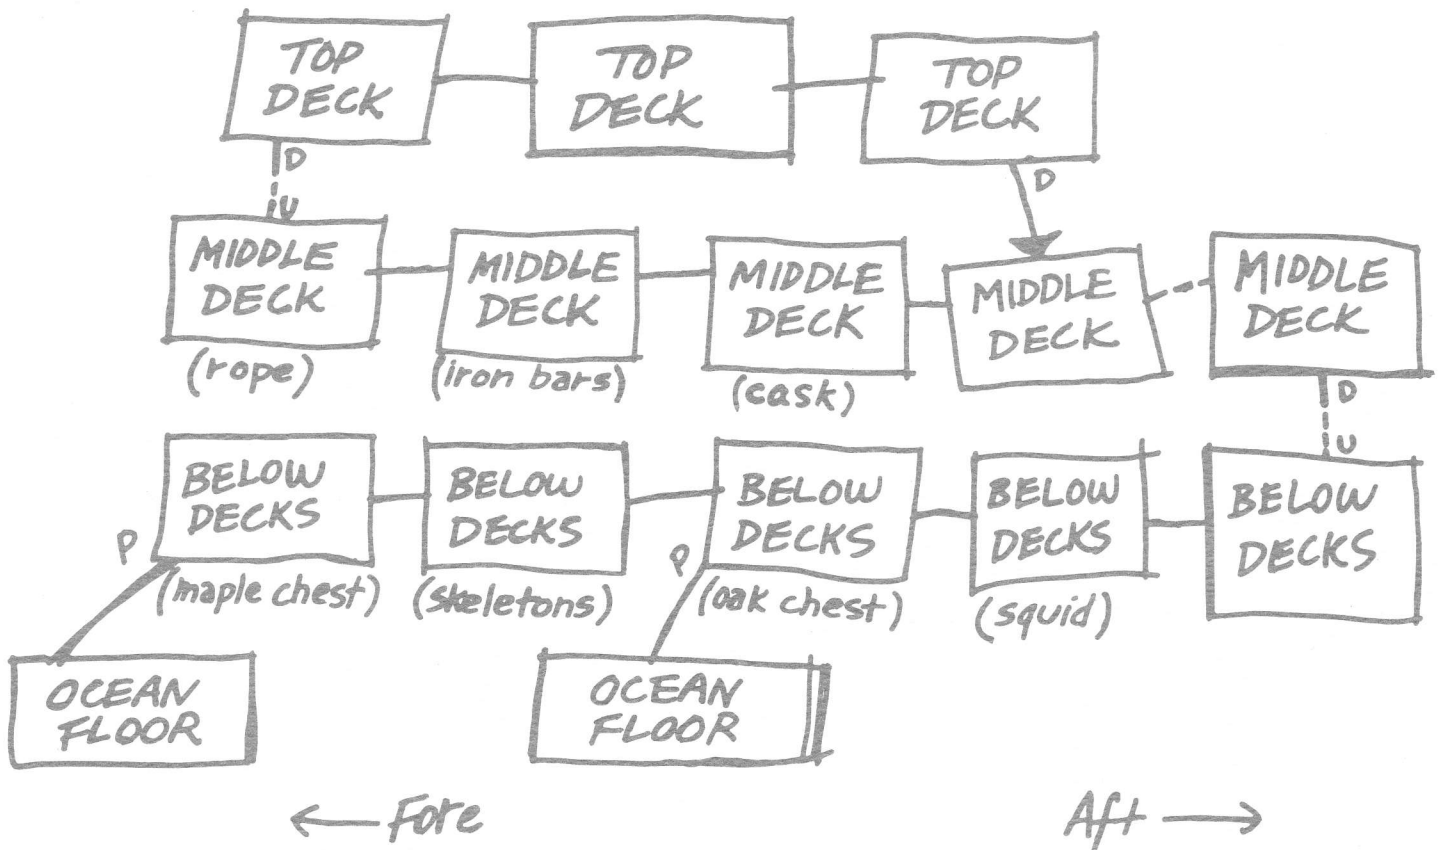 TOP
DECK
TOP
DECK
TOP
DECK
D
U
D
MIDDLE
DECK
(rope)
MIDDLE
DECK
(iron bars)
MIDDLE
DECK
(cask)
MIDDLE
DECK
MIDDLE
DECK
D
U
BELOW
DECKS
(maple chest)
BELOW
DECKS
(skeletons)
BELOW
DECKS
(oak chest)
BELOW
DECKS
(squid)
BELOW
DECKS
P
P
OCEAN
FLOOR
OCEAN
FLOOR
Fore
Aft